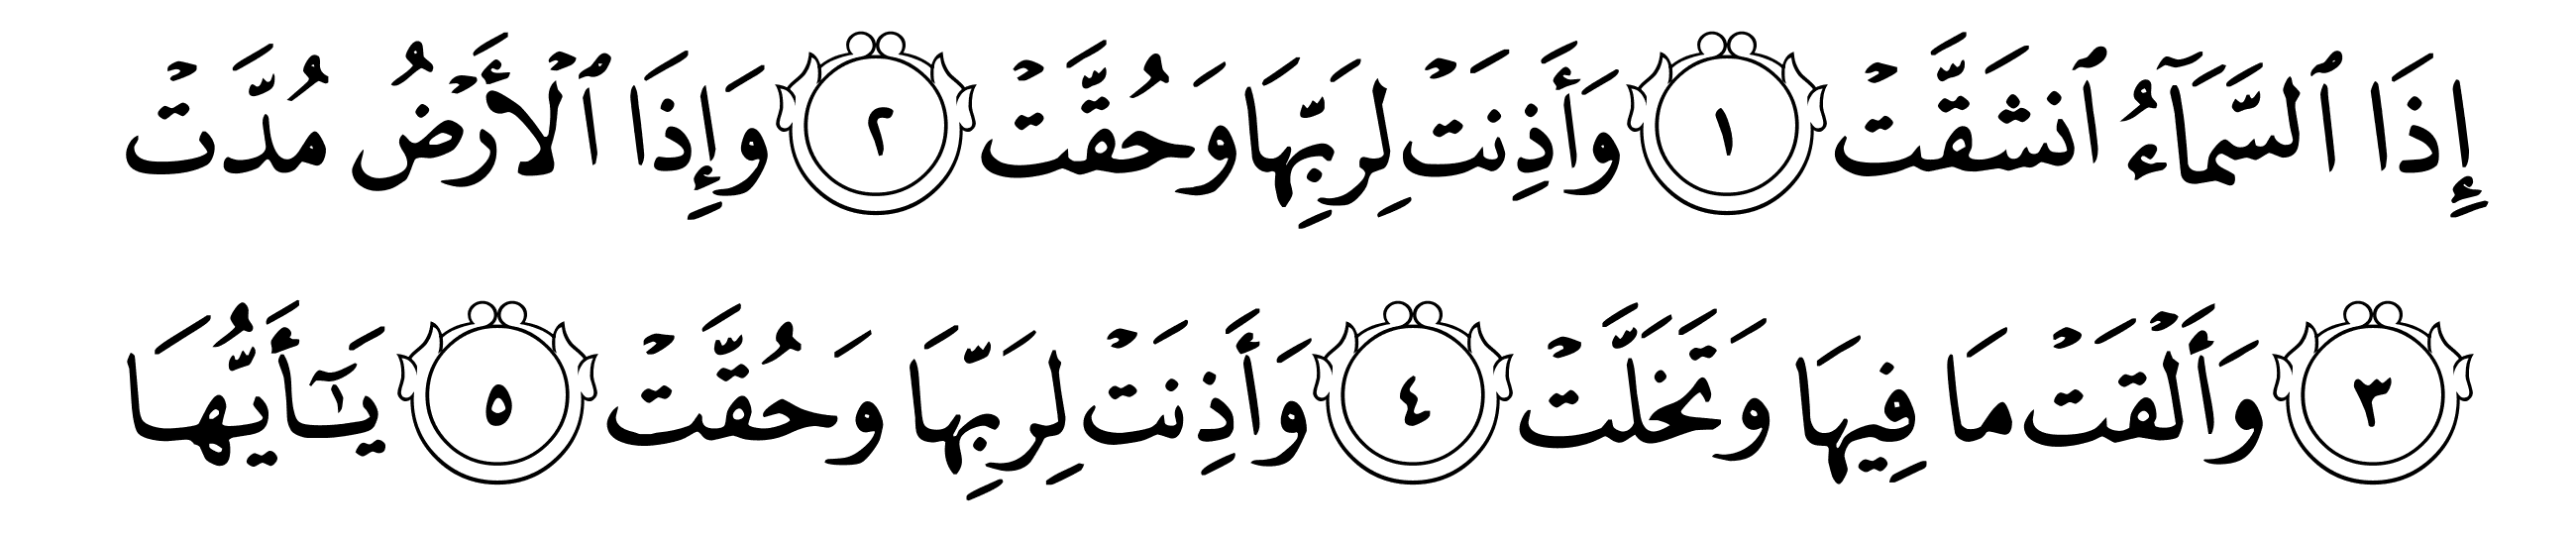 إِذَا ٱلسَّمَآءُ ٱنشَقَّتْ ١ وَأَذِنَتْ لِرَبِّهَا وَحُقَّتْ ٢ وَإِذَا ٱلْأَرْضُ مُدَّتْ
٣ وَأَلْقَتْ مَا فِيهَا وَتَخَلَّتْ ٤ وَأَذِنَتْ لِرَبِّهَا وَحُقَّتْ ٥ يَـٰٓأَيُّهَا